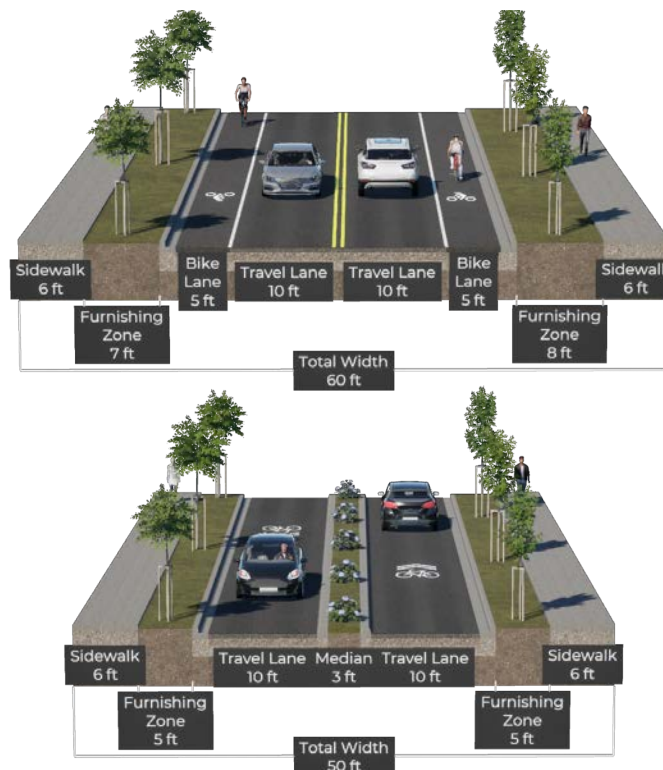 Sidewalk
6 ft
Furnishing
Zone
7 ft
Bike
Lane
5 ft
Travel Lane
10 ft
Travel Lane
10 ft
Bike
Lane
5 ft
Furnishing
Zone
8 ft
Sidewalk
6 ft
Total Width
60 ft
Sidewalk
6 ft
Furnishing
Zone
5 ft
Travel Lane
10 ft
Median
3 ft
Travel Lane
10 ft
Furnishing
Zone
5 ft
Sidewalk
6 ft
Total Width
50 ft